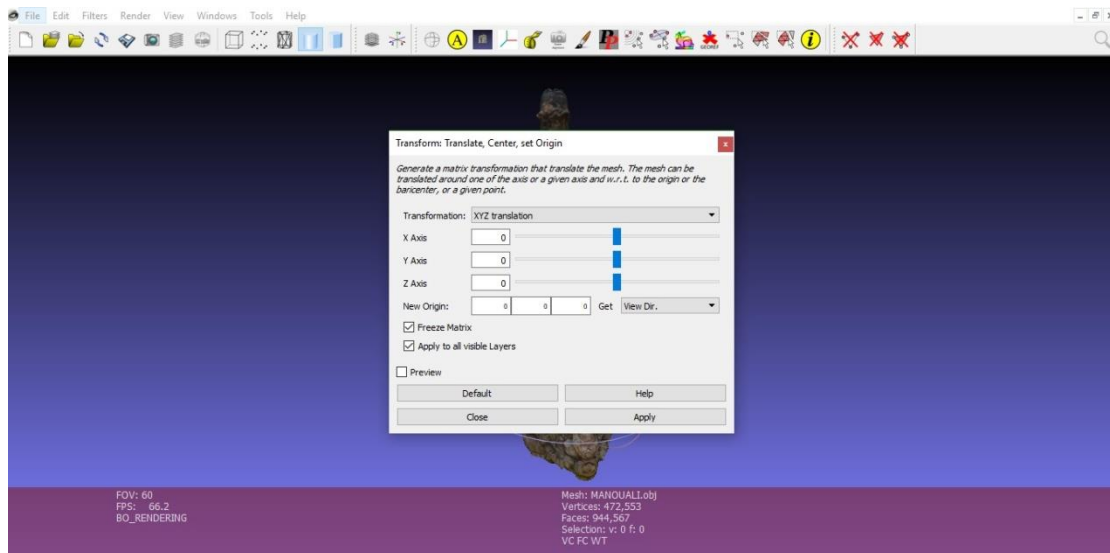 File Edit Filters Render View Windows Tools Help
A
GEOREF
i
Transform: Translate, Center, set Origin
x
Generate a matrix transformation that translate the mesh. The mesh can be
translated around one of the axis or a given axis and w.r.t. to the origin or the
baricenter, or a given point.
Transformation: XYZ translation
X Axis 0
Y Axis 0
Z Axis 0
New Origin: 0 0 0 Get View Dir.
Freeze Matrix
Apply to all visible Layers
Preview
Default Help
Close Apply
FOV: 60
FPS: 66.2
BO_RENDERING
Mesh: MANOUALI.obj
Vertices: 472,553
Faces: 944,567
Selection: v: 0 f: 0
VC FC WT